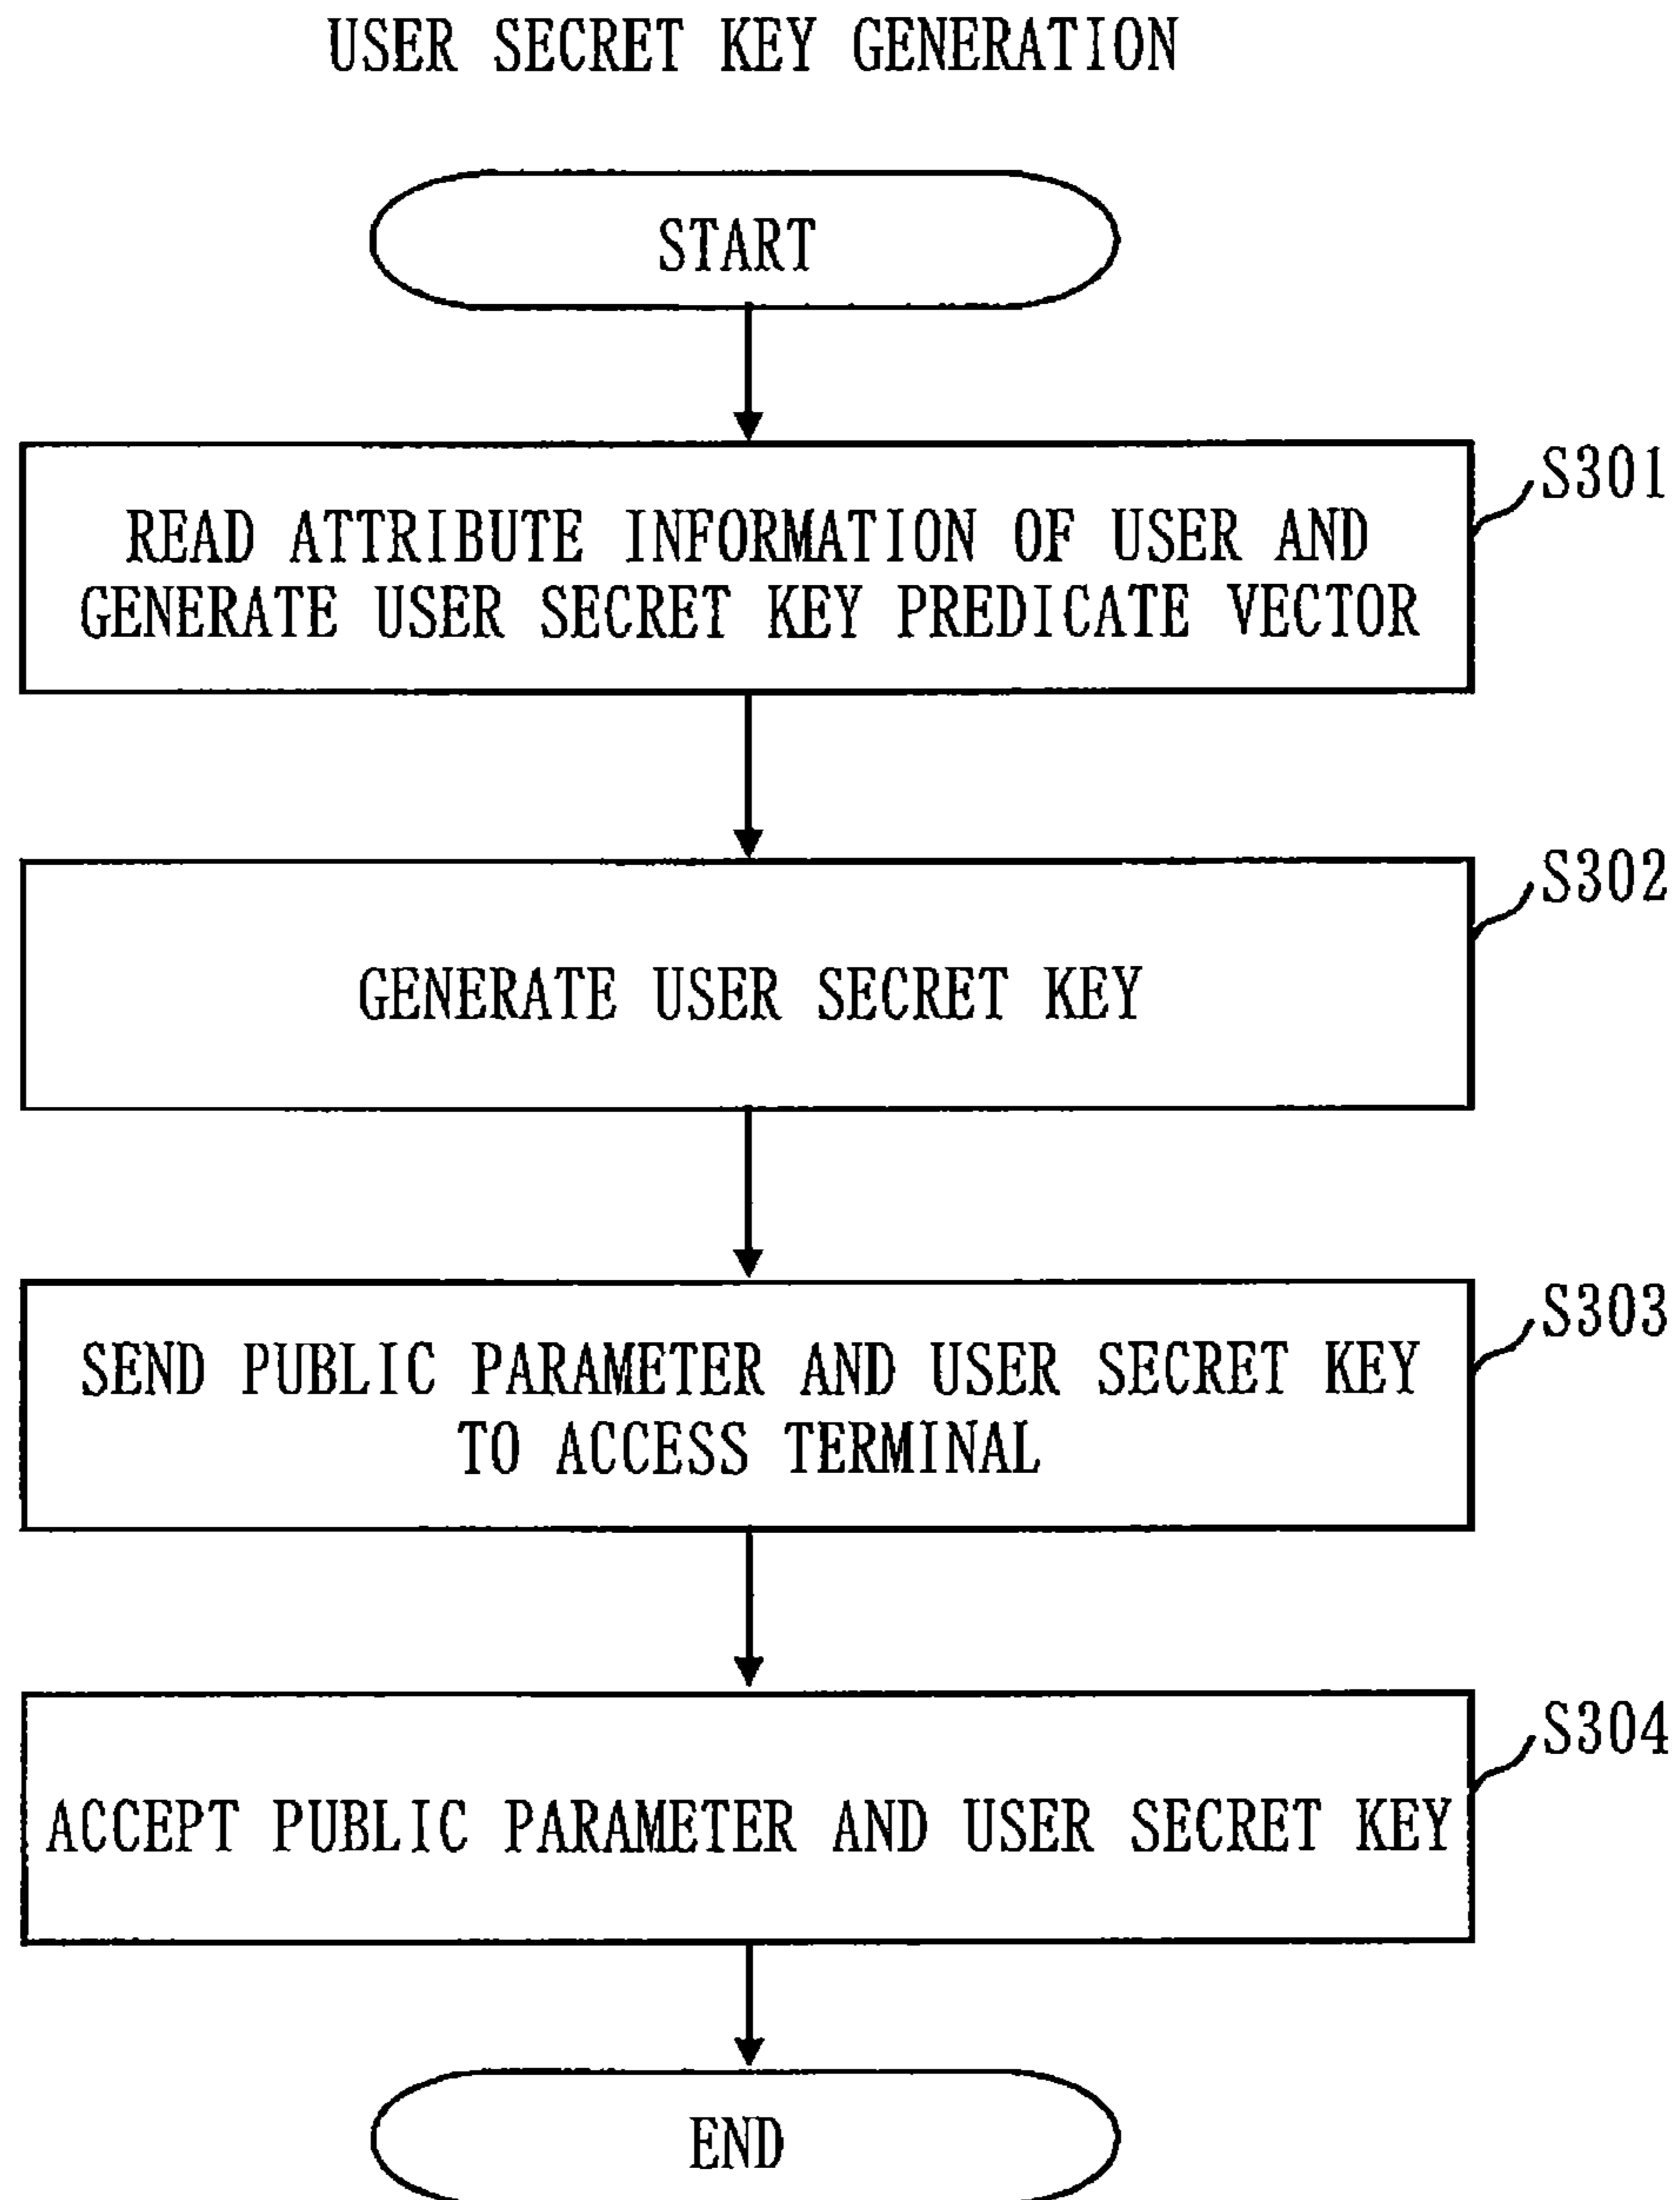 USER SECRET KEY GENERATION
START
S301
READ ATTRIBUTE INFORMATION OF USER AND
GENERATE USER SECRET KEY PREDICATE VECTOR
S302
GENERATE USER SECRET KEY
S303
SEND PUBLIC PARAMETER AND USER SECRET KEY
TO ACCESS TERMINAL
S304
ACCEPT PUBLIC PARAMETER AND USER SECRET KEY
END